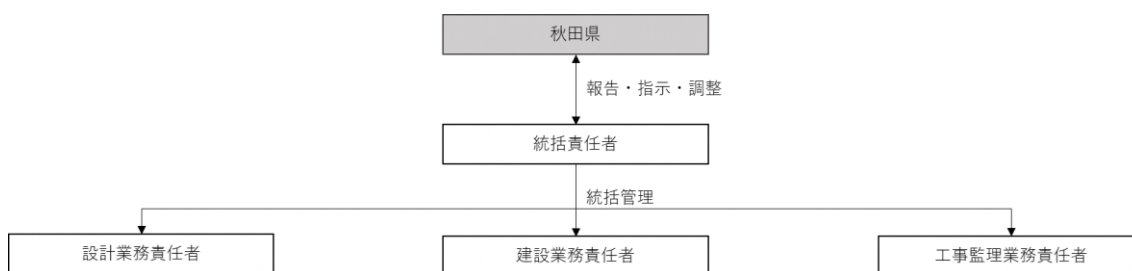 秋田県
報告・指示・調整
統括責任者
統括管理
設計業務責任者
建設業務責任者
工事監理業務責任者